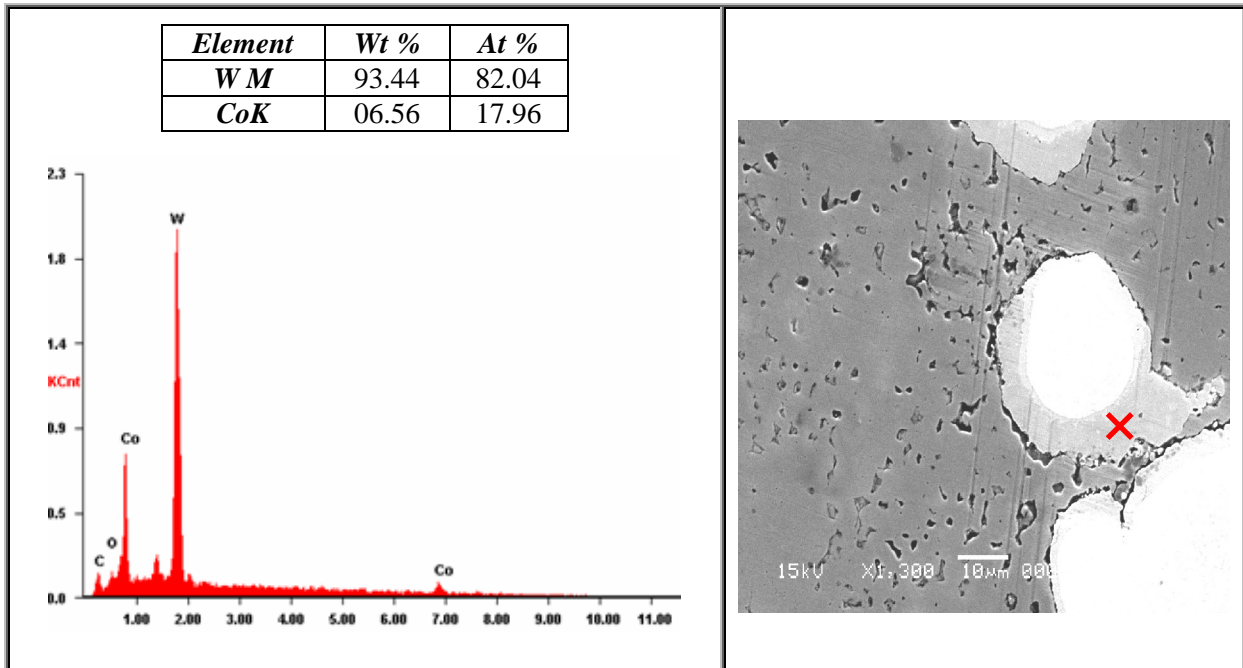 Element Wt % At %
W M 93.44 82.04
CoK 06.56 17.96
2.3
W
1.8
1.4
KCnt
0.9
Co
0.5
O
C
Co
0.0
1.00 2.00 3.00 4.00 5.00 6.00 7.00 8.00 9.00 10.00 11.00
15kV X1,300 10μm 000